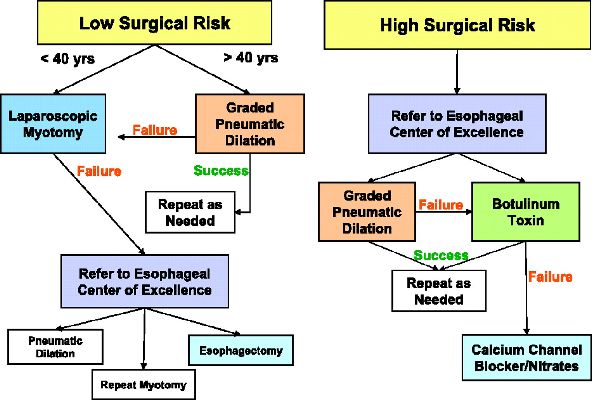 Low Surgical Risk
< 40 yrs
> 40 yrs
Laparoscopic
Myotomy
Failure
Graded
Pneumatic
Dilation
Failure
Success
Repeat as
Needed
Refer to Esophageal
Center of Excellence
Pneumatic
Dilation
Repeat Myotomy
Esophagectomy
High Surgical Risk
Refer to Esophageal
Center of Excellence
Graded
Pneumatic
Dilation
Failure
Botulinum
Toxin
Success
Repeat as
Needed
Failure
Calcium Channel
Blocker/Nitrates